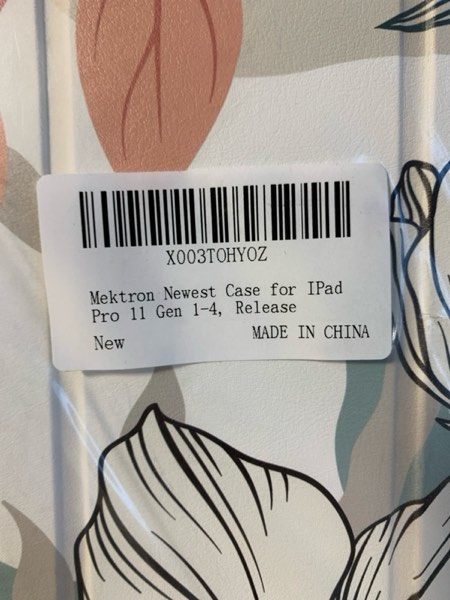 X003TOHYOZ
Mektron Newest Case for IPad
Pro 11 Gen 1-4, Release
New
MADE IN CHINA